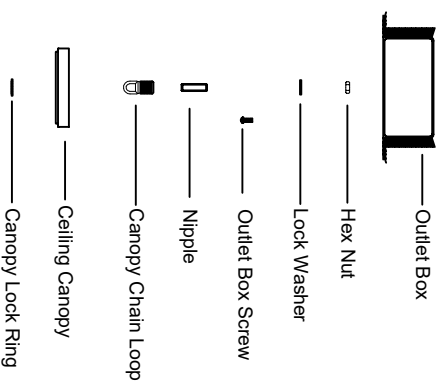 Outlet Box
Hex Nut
Lock Washer
Outlet Box Screw
Nipple
Canopy Chain Loop
Ceiling Canopy
Canopy Lock Ring